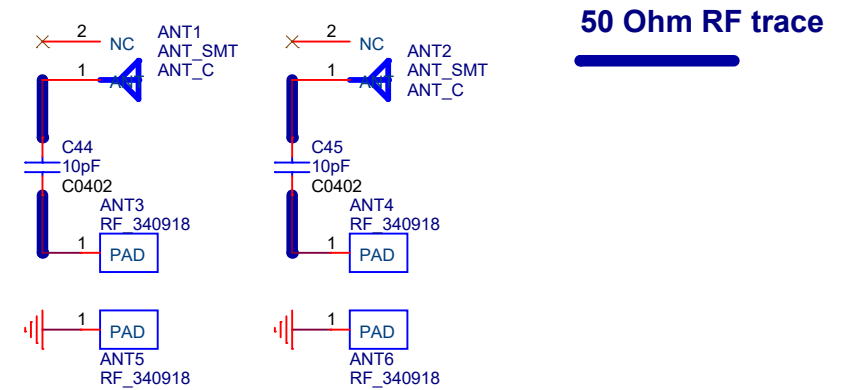 50 Ohm RF trace
2
NC
ANT1
ANT_SMT
ANT_C
1
ANT
C44
10pF
C0402
ANT3
RF_340918
1
PAD
1
PAD
ANT5
RF_340918
2
NC
ANT2
ANT_SMT
ANT_C
1
ANT
C45
10pF
C0402
ANT4
RF_340918
1
PAD
1
PAD
ANT6
RF_340918